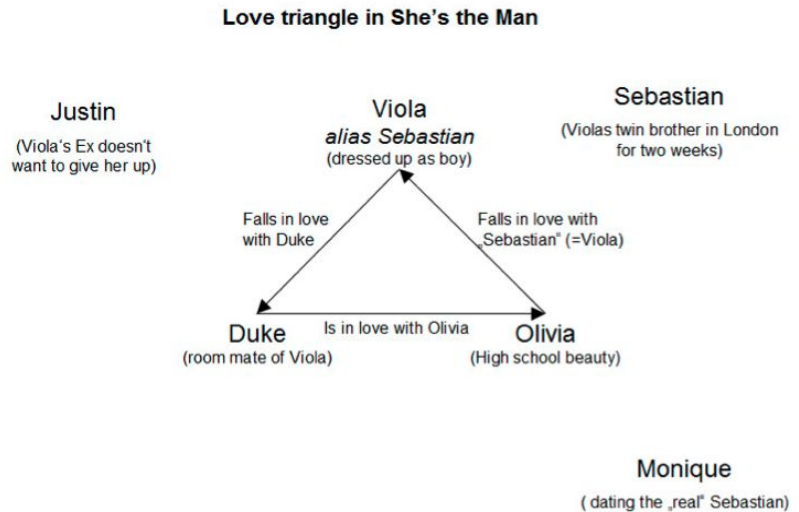 Love triangle in She's the Man
Justin
(Viola's Ex doesn't
want to give her up)
Viola
alias Sebastian
(dressed up as boy)
Sebastian
(Violas twin brother in London
for two weeks)
Falls in love
with Duke
Falls in love with
„Sebastian" (=Viola)
Duke
(room mate of Viola)
Is in love with Olivia
Olivia
(High school beauty)
Monique
( dating the „real" Sebastian)